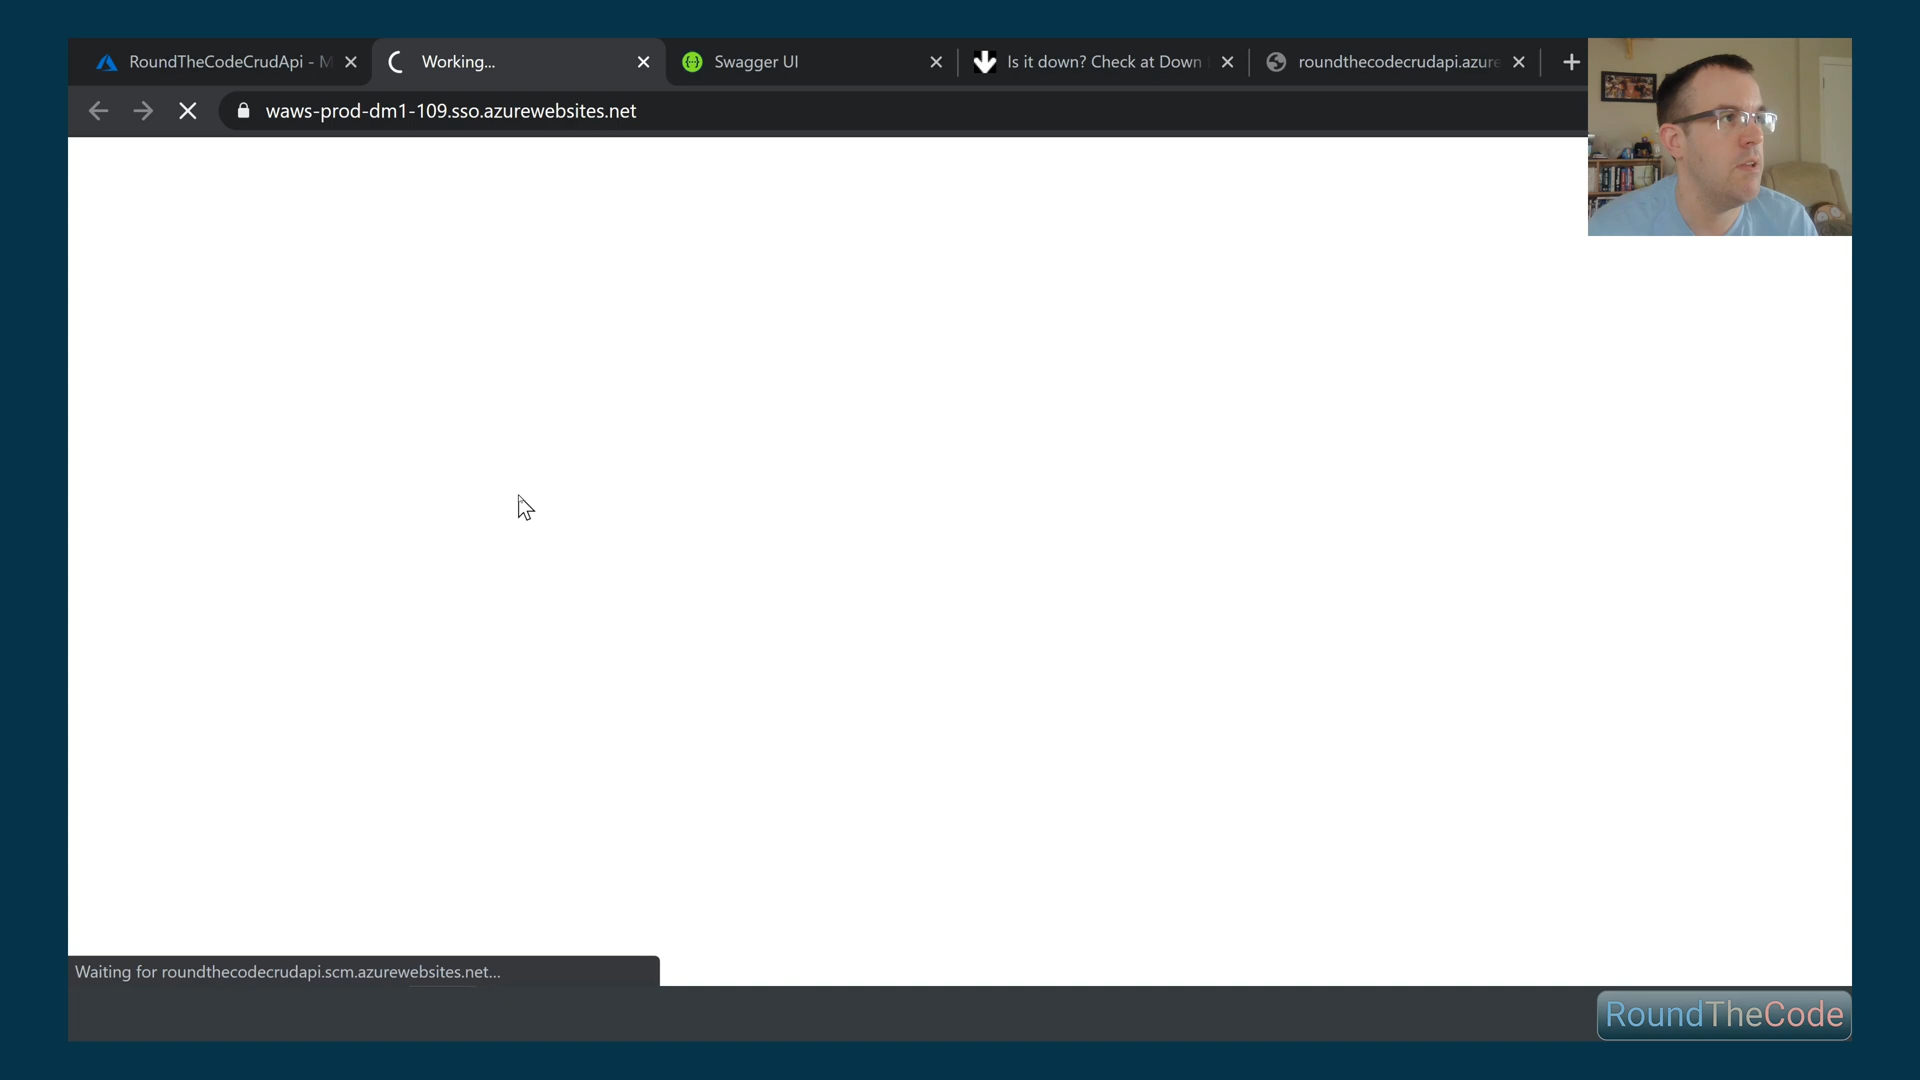 RoundTheCodeCrudApi - M
Working...
Swagger UI
Is it down? Check at Down
roundthecodecrudapi.azure
waws-prod-dm1-109.sso.azurewebsites.net
Waiting for roundthecodecrudapi.scm.azurewebsites.net...
RoundTheCode